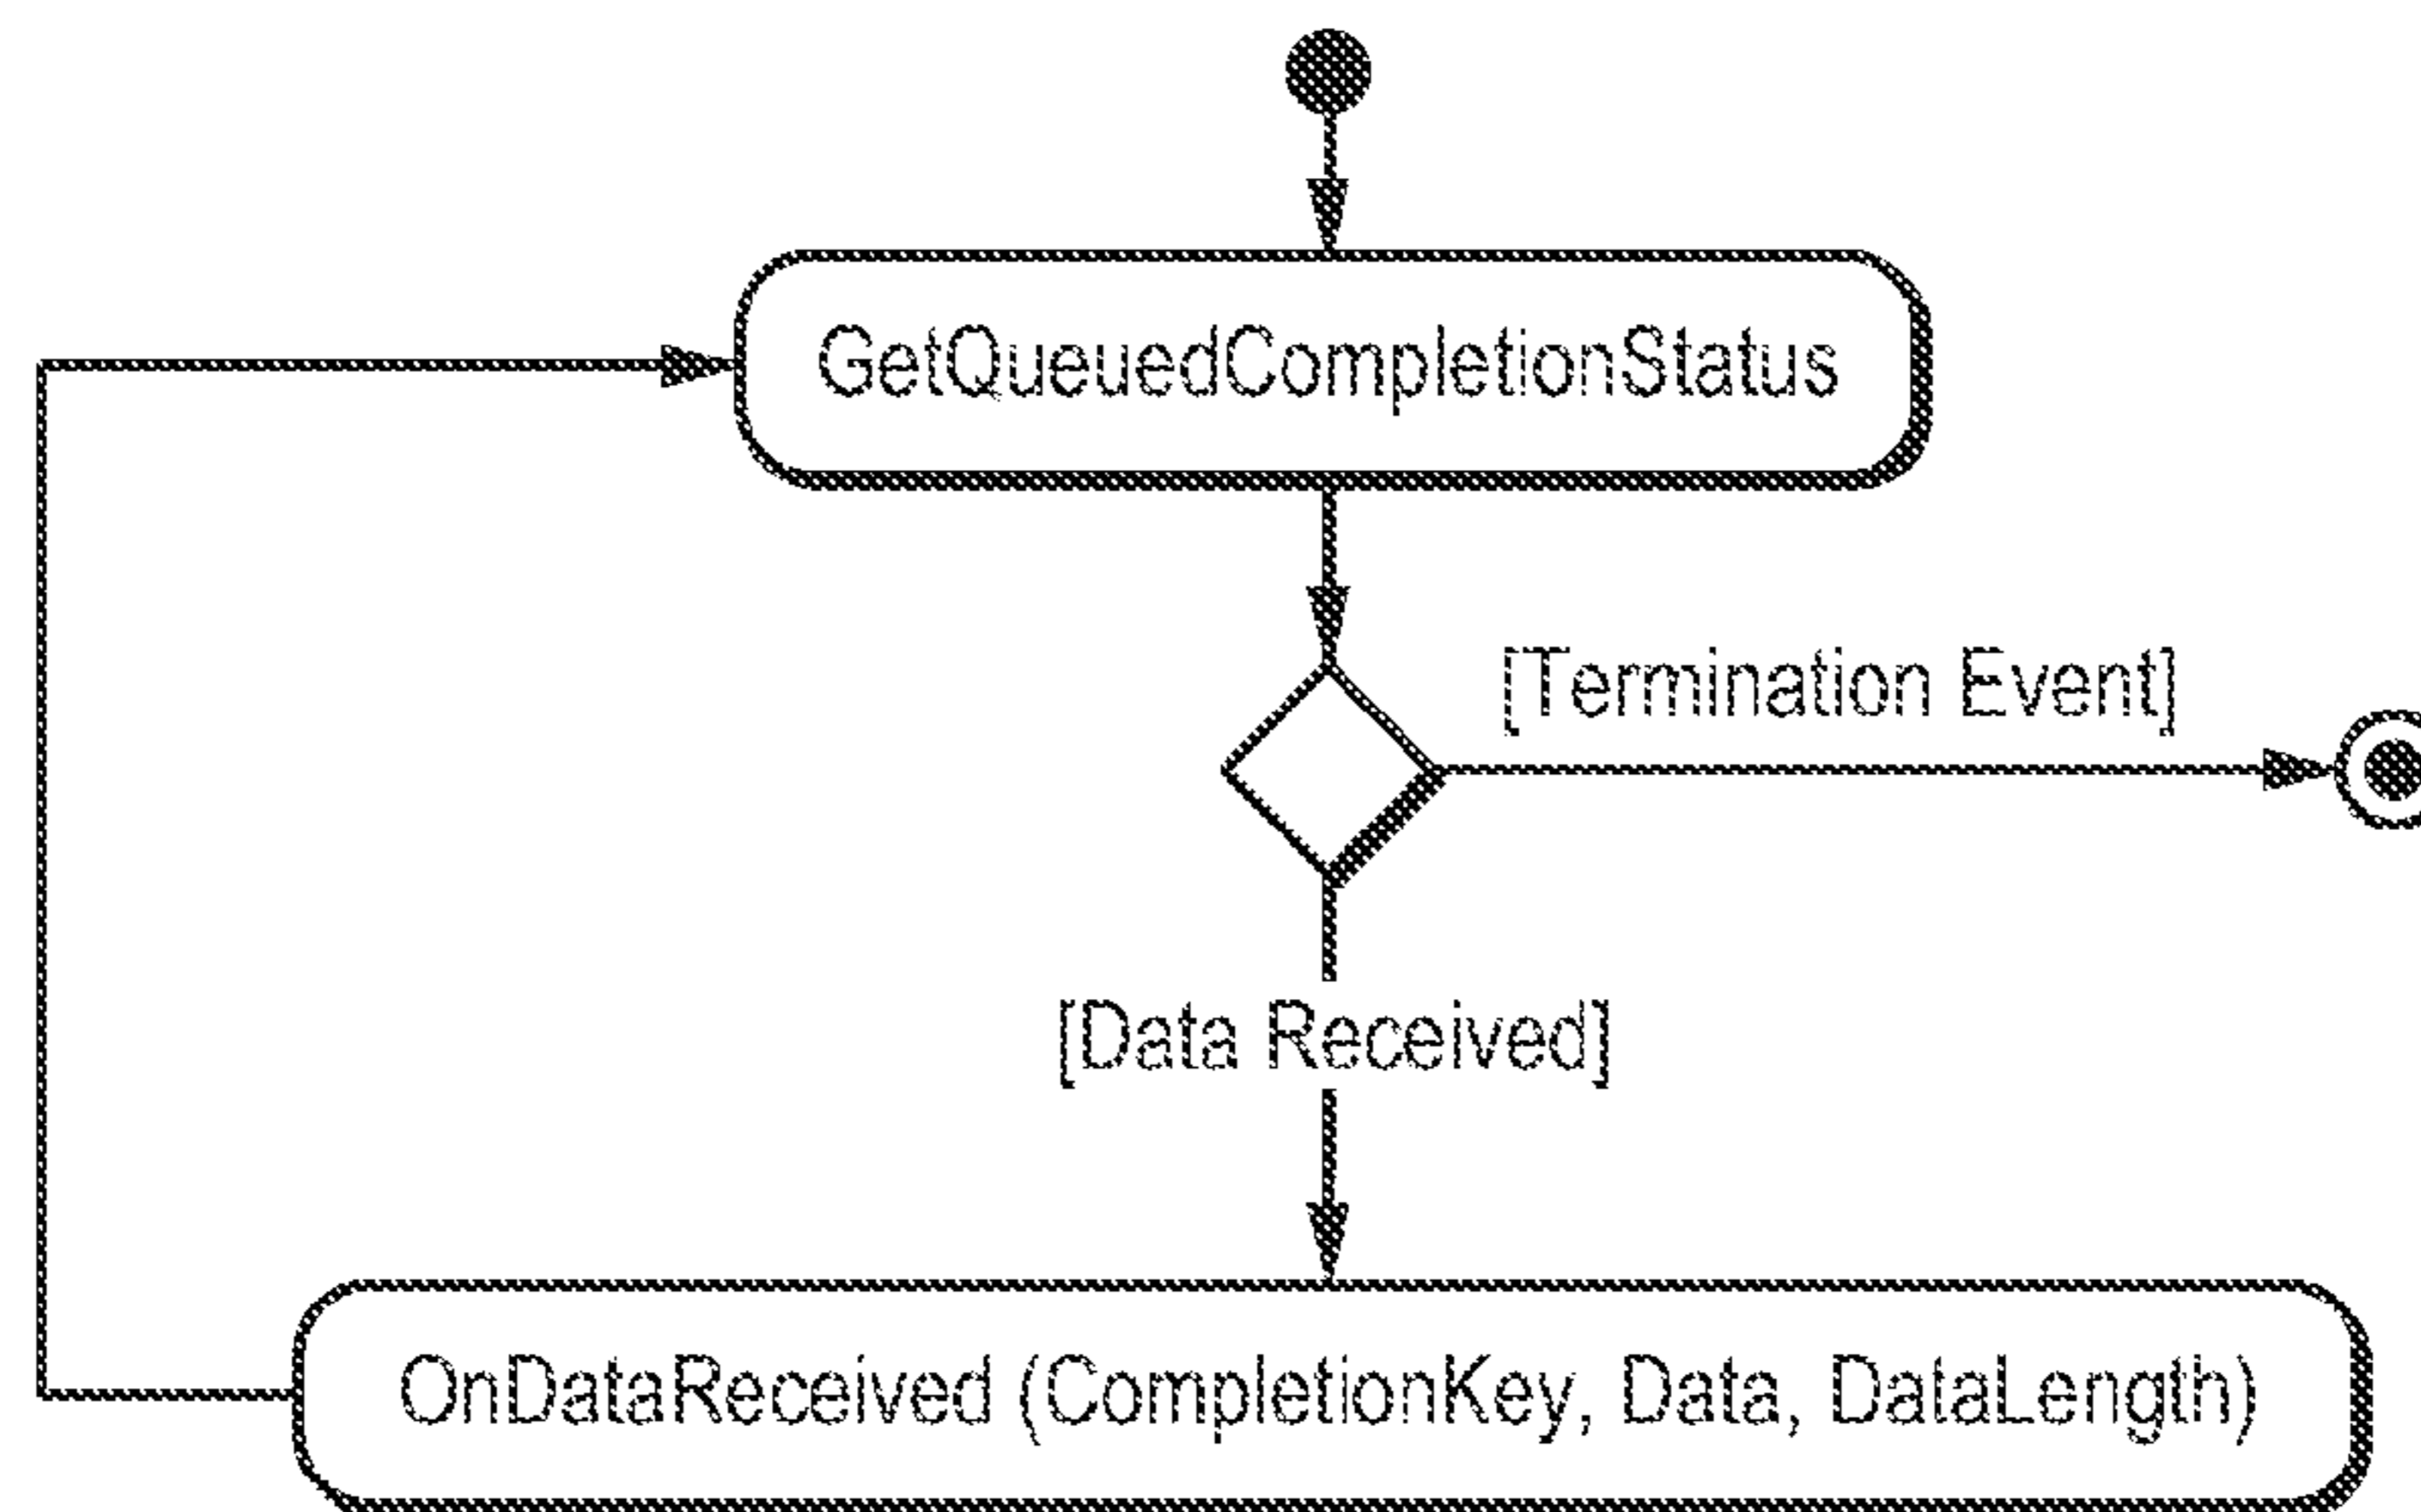 GetQueuedCompletionStatus
[Termination Event]
[Data Received]
OnDataReceived (CompletionKey, Data, DataLength)